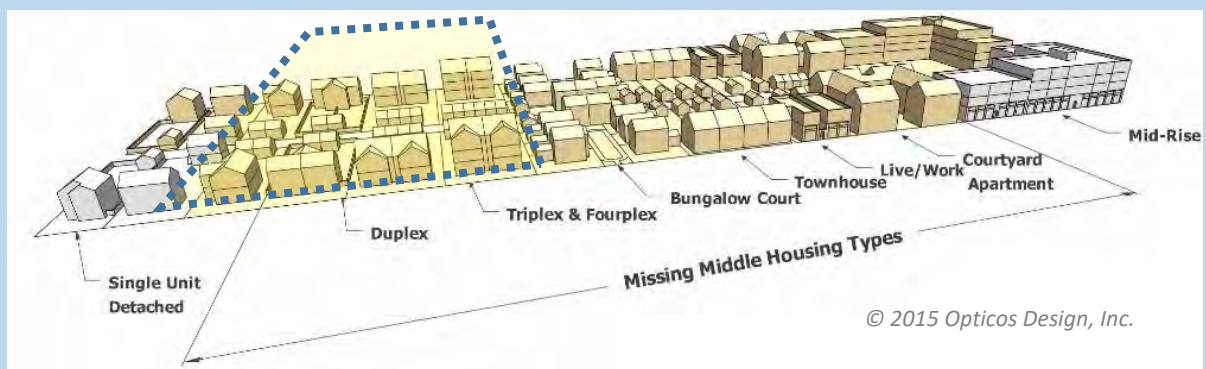 Single Unit
Detached
Duplex
Triplex & Fourplex
Bungalow Court
Townhouse
Live/Work
Courtyard
Apartment
Mid-Rise
Missing Middle Housing Types
© 2015 Opticos Design, Inc.